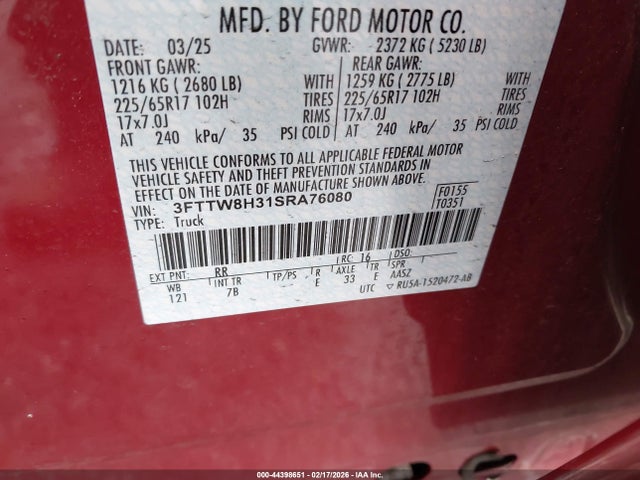 MFD. BY FORD MOTOR CO.
DATE: 03/25 GVWR: 2372 KG ( 5230 LB)
FRONT GAWR: REAR GAWR:
1216 KG ( 2680 LB) WITH 1259 KG ( 2775 LB) WITH
225/65R17 102H TIRES 225/65R17 102H TIRES
17x7.0J RIMS 17x7.0J RIMS
AT 240 kPa/ 35 PSI COLD AT 240 kPa/ 35 PSI COLD
THIS VEHICLE CONFORMS TO ALL APPLICABLE FEDERAL MOTOR
VEHICLE SAFETY AND THEFT PREVENTION STANDARDS IN
EFFECT ON THE DATE OF MANUFACTURE SHOWN ABOVE.
VIN: 3FTTW8H31SRA76080 F0155
TYPE: Truck T0351
EXT PNT: RR RC: 16 DSO:
WB INT TR TP/PS R AXLE TR SPR
121 7B E 33 E AASZ
UTC ▽ RU5A-1520472-AB
000-44398651 - 02/17/2026 - IAA, Inc.